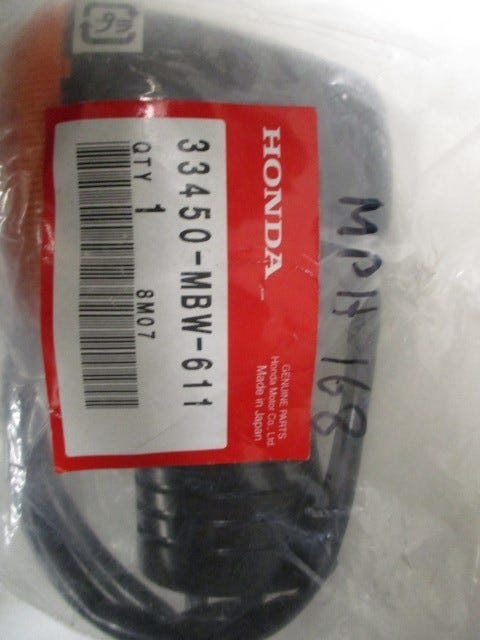 HONDA
GENUINE PARTS
Honda Motor Co., Ltd.
Made in Japan
33450-MBW-611
QTY 1 8M07
MPH 168